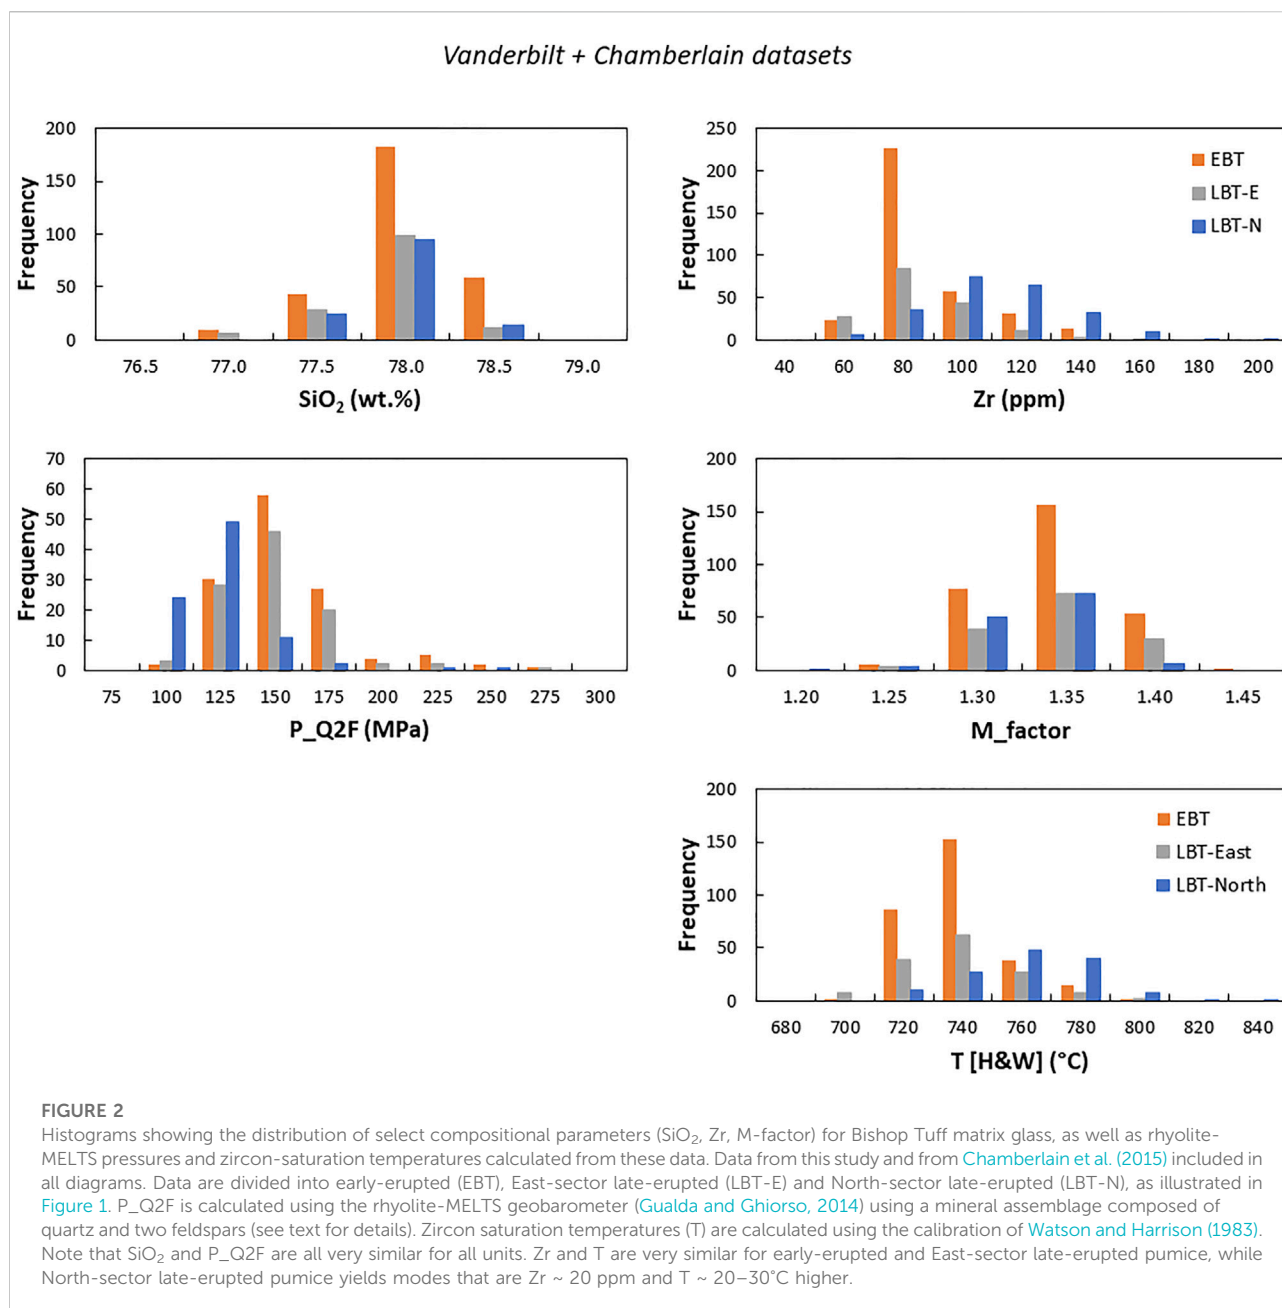 Vanderbilt + Chamberlain datasets
200
150
100
50
0
Frequency
76.5 77.0 77.5 78.0 78.5 79.0
SiO₂ (wt.%)
250
200
150
100
50
0
Frequency
EBT
LBT-E
LBT-N
40 60 80 100 120 140 160 180 200
Zr (ppm)
70
60
50
40
30
20
10
0
Frequency
75 100 125 150 175 200 225 250 275 300
P_Q2F (MPa)
200
150
100
50
0
Frequency
1.20 1.25 1.30 1.35 1.40 1.45
M_factor
200
150
100
50
0
Frequency
EBT
LBT-East
LBT-North
680 700 720 740 760 780 800 820 840
T [H&W] (°C)
FIGURE 2
Histograms showing the distribution of select compositional parameters (SiO₂, Zr, M-factor) for Bishop Tuff matrix glass, as well as rhyolite-
MELTS pressures and zircon-saturation temperatures calculated from these data. Data from this study and from Chamberlain et al. (2015) included in
all diagrams. Data are divided into early-erupted (EBT), East-sector late-erupted (LBT-E) and North-sector late-erupted (LBT-N), as illustrated in
Figure 1. P_Q2F is calculated using the rhyolite-MELTS geobarometer (Gualda and Ghiorso, 2014) using a mineral assemblage composed of
quartz and two feldspars (see text for details). Zircon saturation temperatures (T) are calculated using the calibration of Watson and Harrison (1983).
Note that SiO₂ and P_Q2F are all very similar for all units. Zr and T are very similar for early-erupted and East-sector late-erupted pumice, while
North-sector late-erupted pumice yields modes that are Zr ~ 20 ppm and T ~ 20–30°C higher.